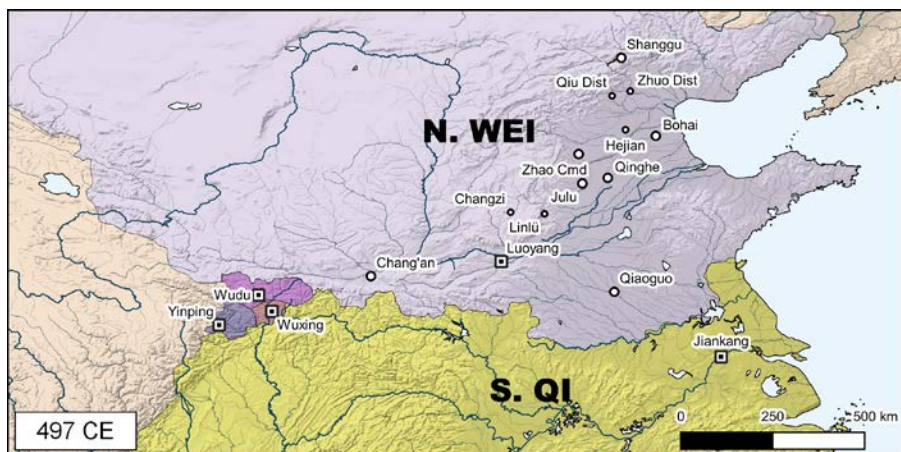 Shanggu
Qiu Dist
Zhuo Dist
N. WEI
Bohai
Hejian
Zhao Cmd
Qinghe
Julu
Changzi
Linlü
Luoyang
Chang'an
Wudu
Qiaoguo
Yinping
Wuxing
Jiankang
S. QI
0 250 500 km
497 CE